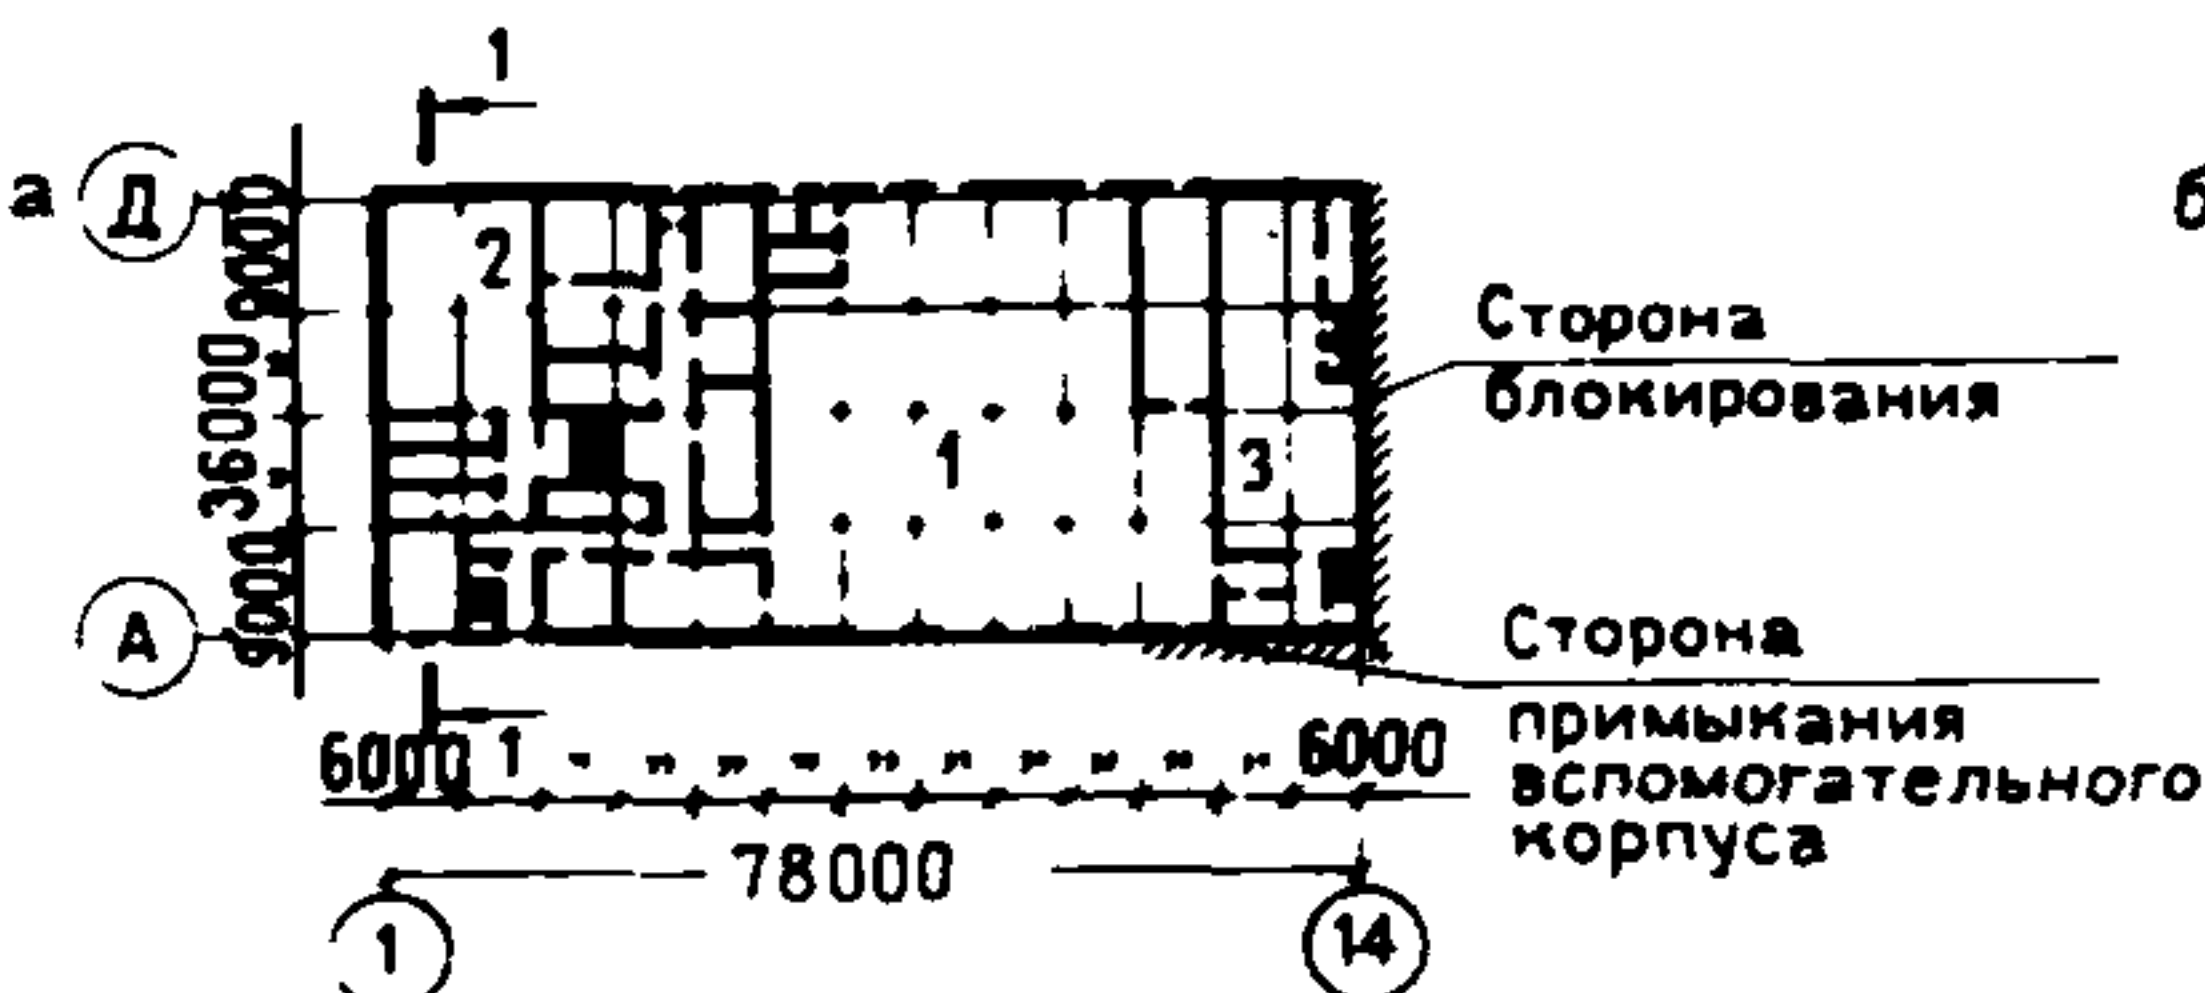 1
а
Д
9000
б
2
Сторона
блокирования
36000
1
3
9000
А
Сторона
6000
1
" " " " " " " " " "
6000
примыкания
вспомогательного
корпуса
78000
1
14